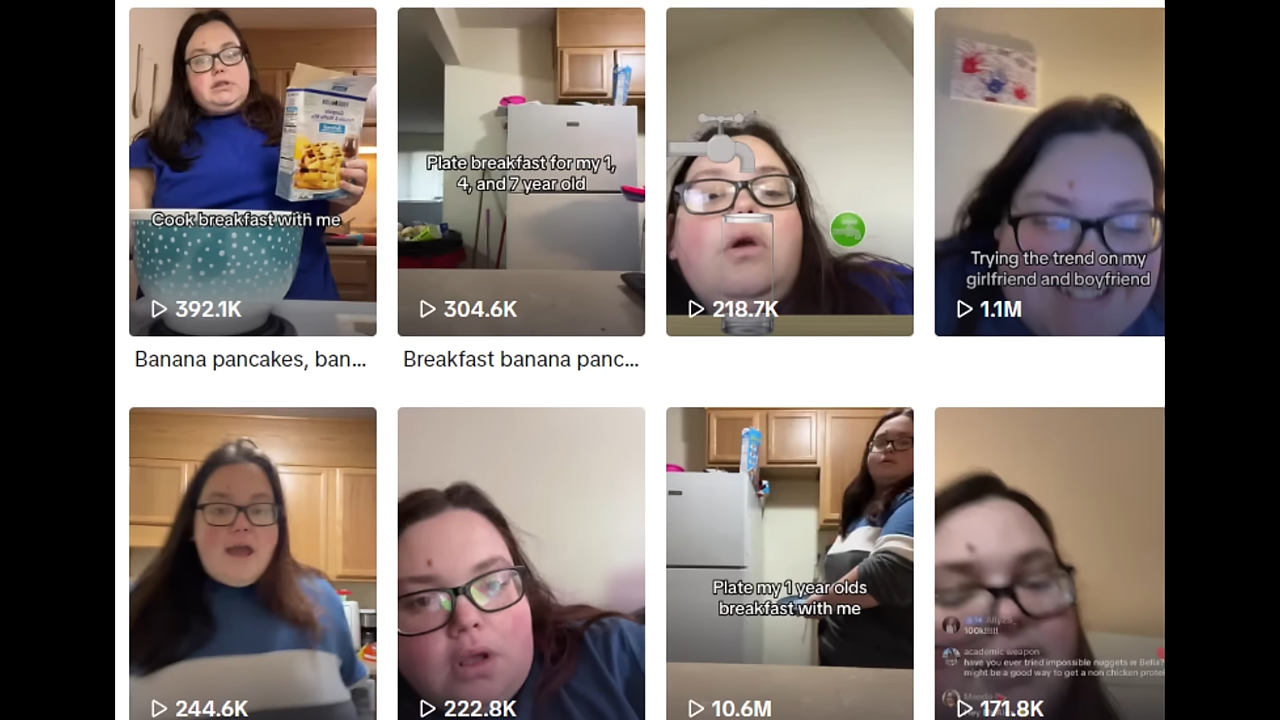 Cook breakfast with me
392.1K
Plate breakfast for my 1,
4, and 7 year old
304.6K
218.7K
Trying the trend on my
girlfriend and boyfriend
1.1M
Banana pancakes, ban...
Breakfast banana panc...
244.6K
222.8K
Plate my 1 year olds
breakfast with me
10.6M
100k!!!!!
academic weapon
have you ever tried impossible nuggets or
might be a good way to get a non chicken
171.8K